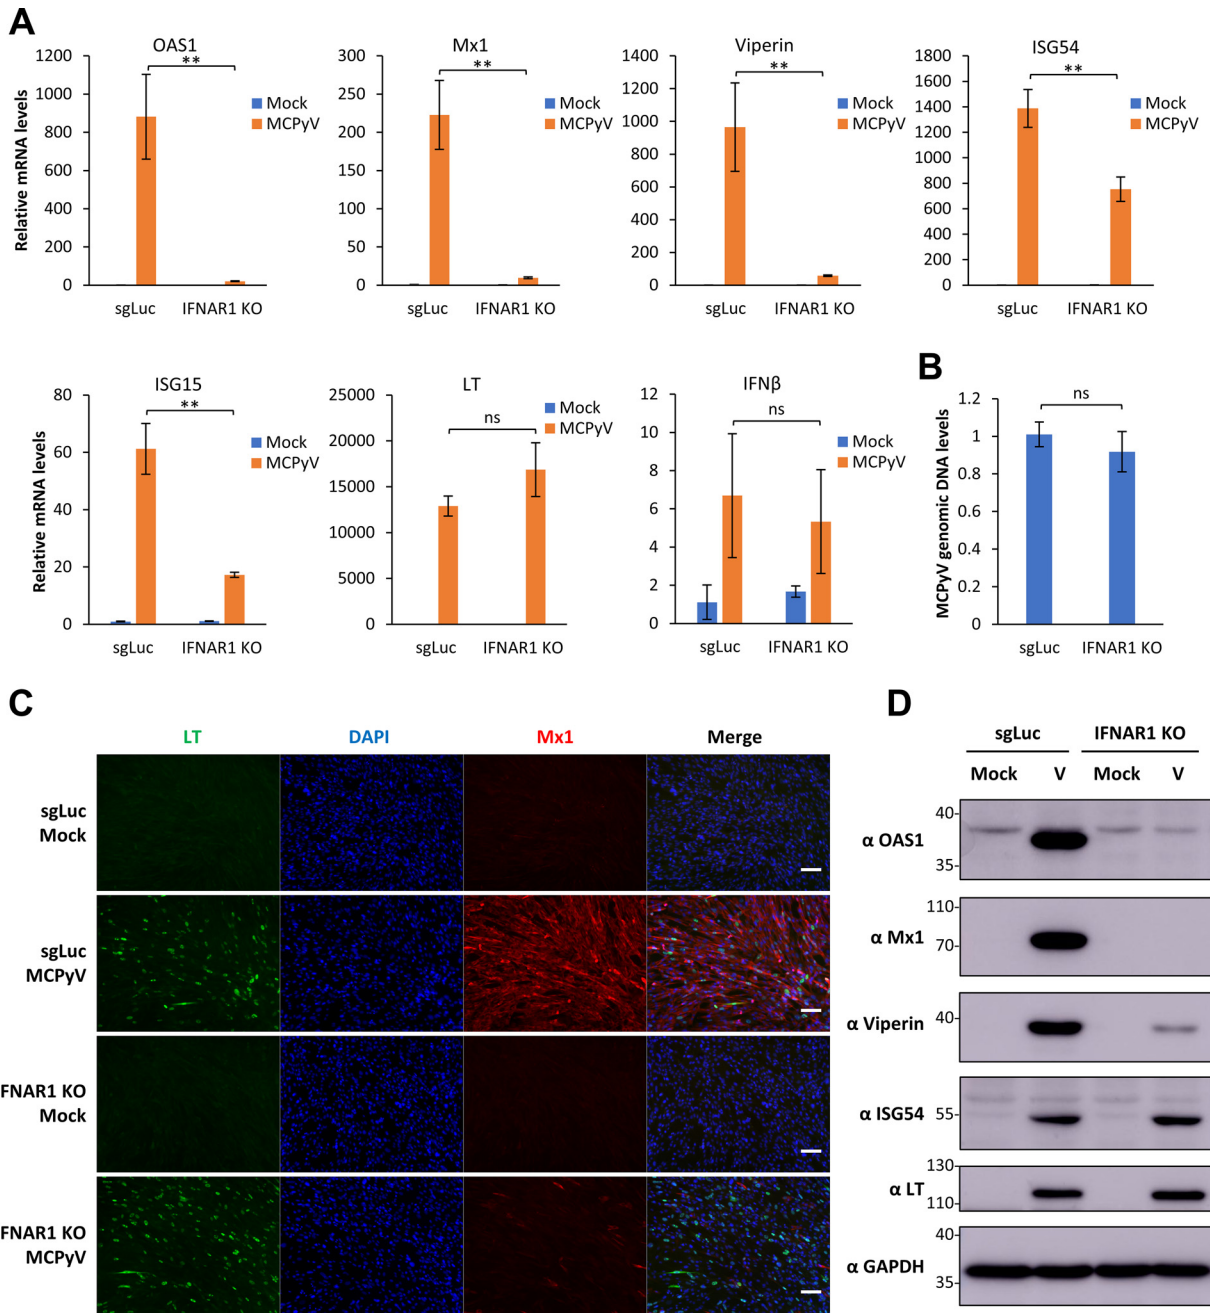 A
OAS1
Relative mRNA levels
1200
1000
800
600
400
200
0
**
Mock
MCPyV
sgLuc IFNAR1 KO
Mx1
300
250
200
150
100
50
0
**
Mock
MCPyV
sgLuc IFNAR1 KO
Viperin
1400
1200
1000
800
600
400
200
0
**
Mock
MCPyV
sgLuc IFNAR1 KO
ISG54
1800
1600
1400
1200
1000
800
600
400
200
0
**
Mock
MCPyV
sgLuc IFNAR1 KO
ISG15
Relative mRNA levels
80
60
40
20
0
**
Mock
MCPyV
sgLuc IFNAR1 KO
LT
25000
20000
15000
10000
5000
0
ns
Mock
MCPyV
sgLuc IFNAR1 KO
IFNβ
12
10
8
6
4
2
0
ns
Mock
MCPyV
sgLuc IFNAR1 KO
B
MCPyV genomic DNA levels
1.2
1
0.8
0.6
0.4
0.2
0
ns
sgLuc IFNAR1 KO
C
LT DAPI Mx1 Merge
sgLuc
Mock
sgLuc
MCPyV
FNAR1 KO
Mock
FNAR1 KO
MCPyV
D
sgLuc IFNAR1 KO
Mock V Mock V
α OAS1
40
35
α Mx1
110
70
α Viperin
40
α ISG54
55
α LT
130
110
α GAPDH
40
35